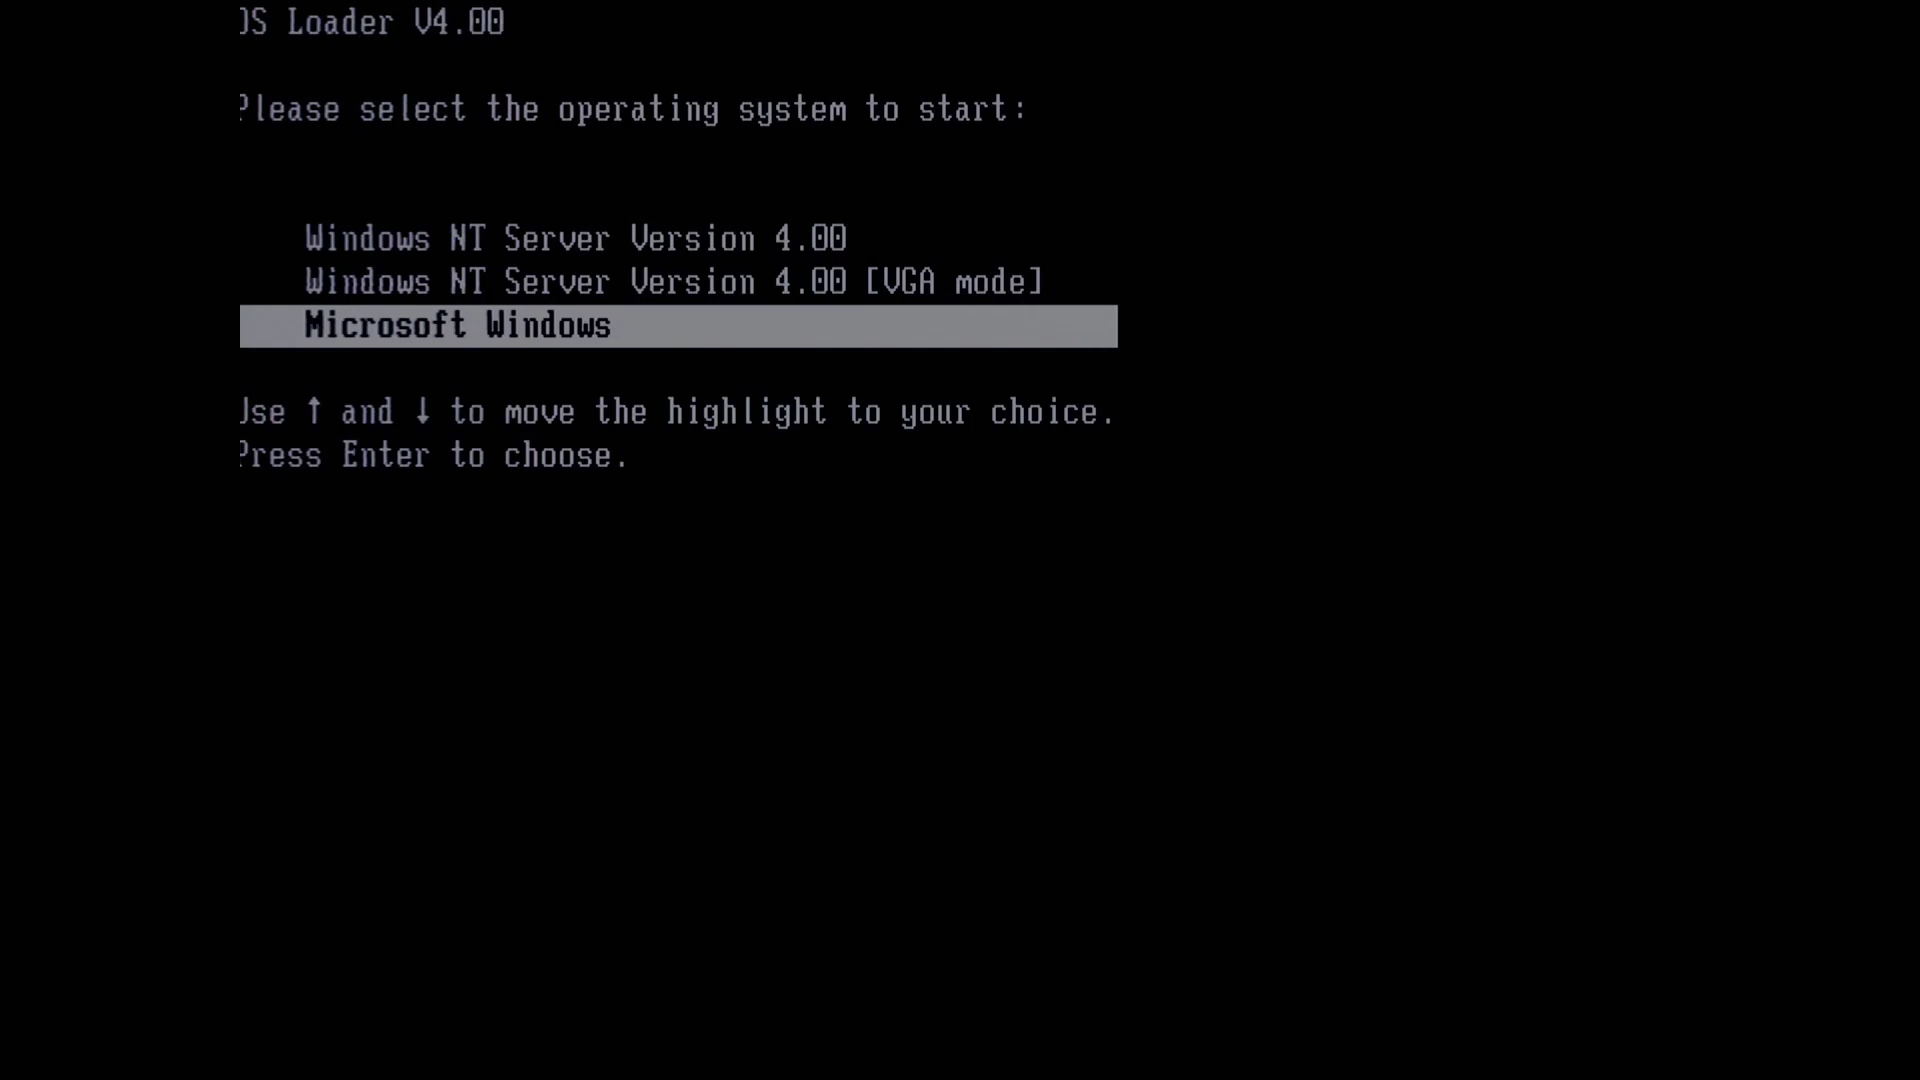 OS Loader V4.00
Please select the operating system to start:
Windows NT Server Version 4.00
Windows NT Server Version 4.00 [VGA mode]
Microsoft Windows
Use ↑ and ↓ to move the highlight to your choice.
Press Enter to choose.